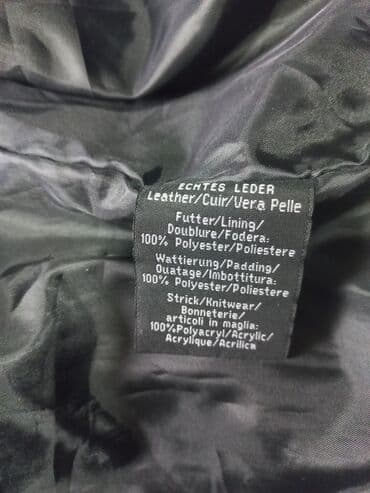 ECHTES LEDER
Leather/Cuir/Vera Pelle
Futter/Lining/
Doublure/Fodera:
100% Polyester/Poliestere
Wattierung/Padding/
Ouatage/Imbottitura:
100% Polyester/Poliestere
Strick/Knitwear/
Bonneterie/
articoli in maglia:
100%Polyacryl/Acrylic/
Acrylique/Acrilica